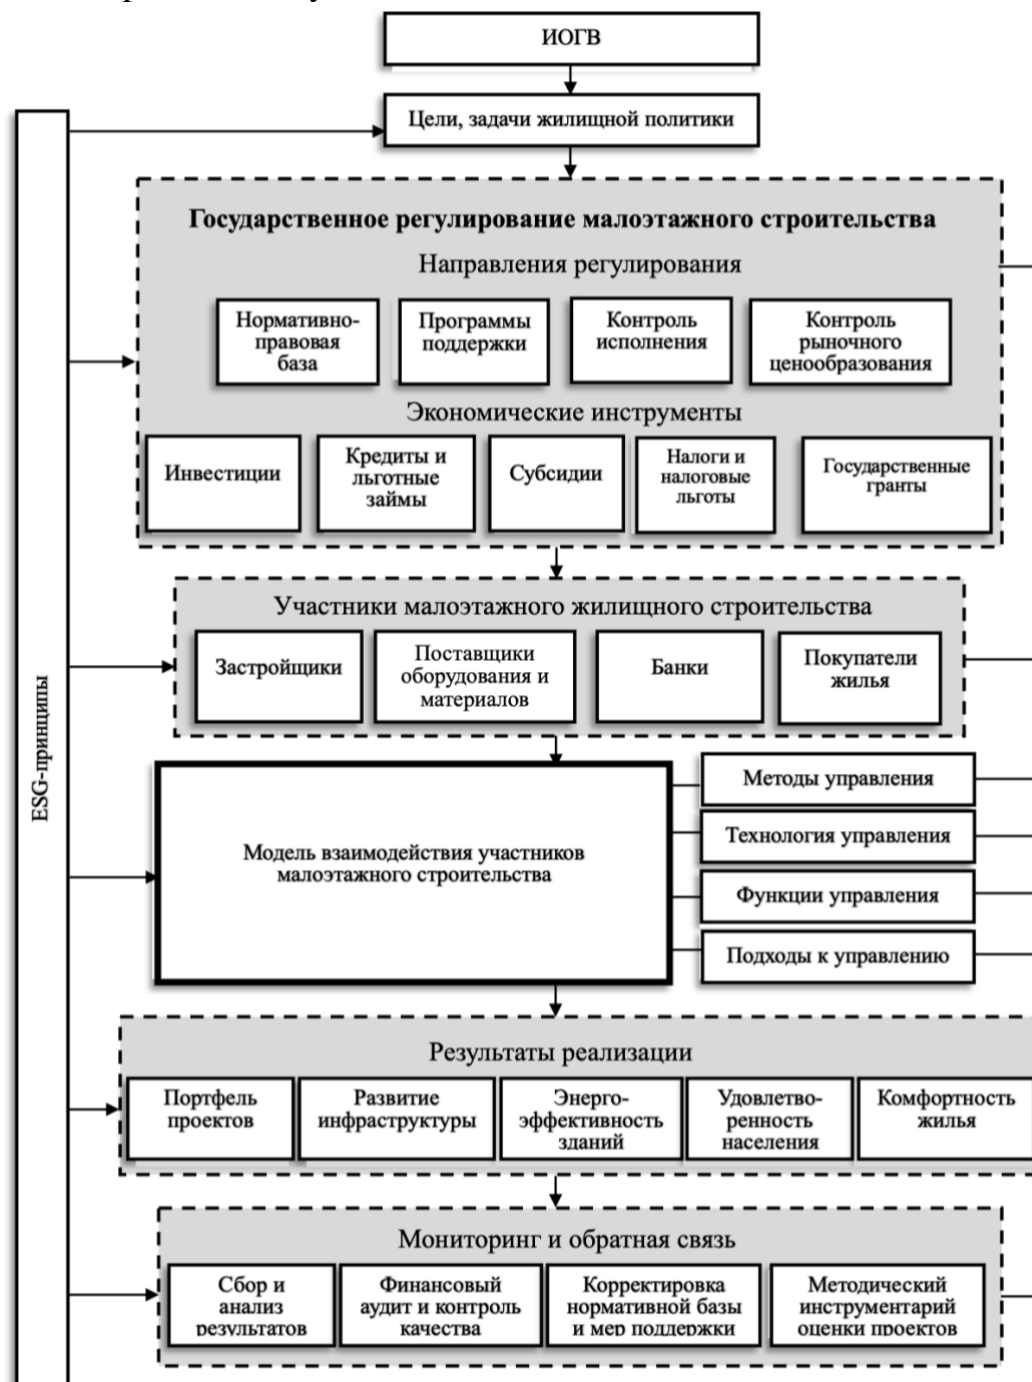 ИОГВ
Цели, задачи жилищной политики
Государственное регулирование малоэтажного строительства
Направления регулирования
Нормативно-
правовая
база
Программы
поддержки
Контроль
исполнения
Контроль
рыночного
ценообразования
Экономические инструменты
Инвестиции
Кредиты и
льготные
займы
Субсидии
Налоги и
налоговые
льготы
Государственные
гранты
Участники малоэтажного жилищного строительства
Застройщики
Поставщики
оборудования и
материалов
Банки
Покупатели
жилья
ESG-принципы
Модель взаимодействия участников
малоэтажного строительства
Методы управления
Технология управления
Функции управления
Подходы к управлению
Результаты реализации
Портфель
проектов
Развитие
инфраструктуры
Энерго-
эффективность
зданий
Удовлетво-
ренность
населения
Комфортность
жилья
Мониторинг и обратная связь
Сбор и
анализ
результатов
Финансовый
аудит и контроль
качества
Корректировка
нормативной базы
и мер поддержки
Методический
инструментарий
оценки проектов